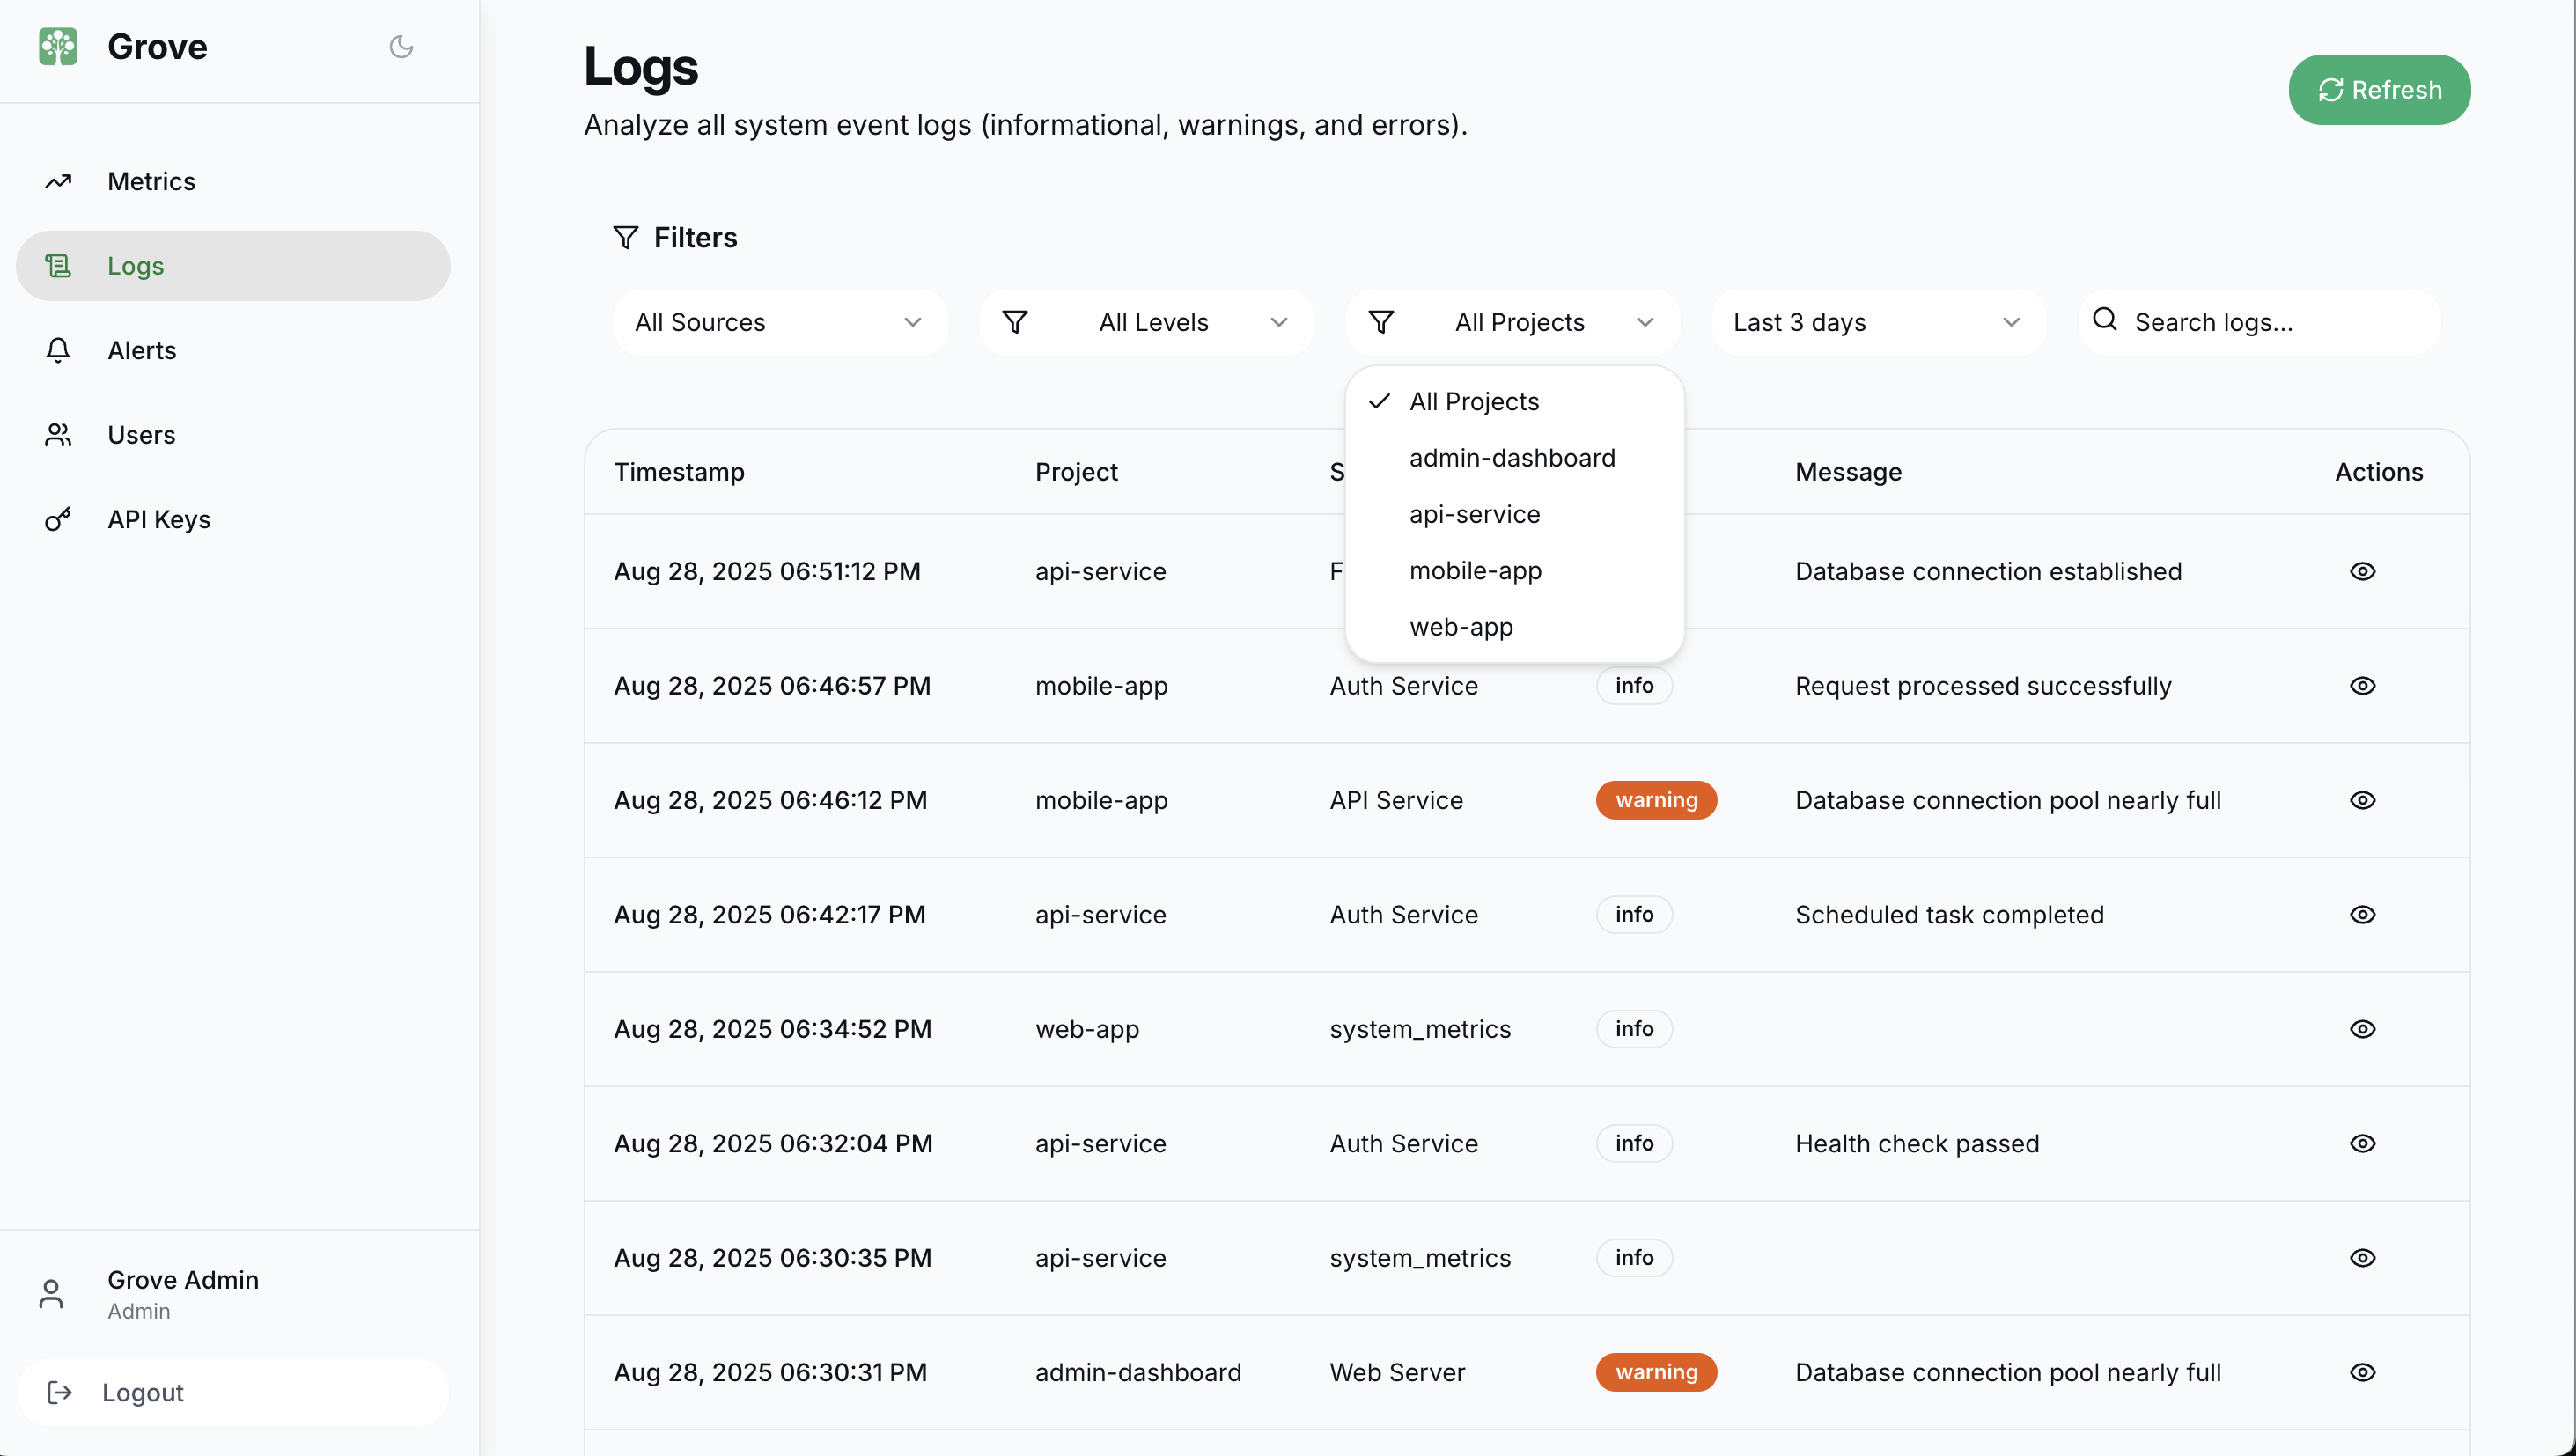 Grove
Metrics
Logs
Alerts
Users
API Keys
Grove Admin
Admin
Logout
Logs
Analyze all system event logs (informational, warnings, and errors).
Refresh
Filters
All Sources
All Levels
All Projects
Last 3 days
Search logs...
All Projects
admin-dashboard
api-service
mobile-app
web-app
Timestamp Project S Message Actions
Aug 28, 2025 06:51:12 PM api-service F Database connection established
Aug 28, 2025 06:46:57 PM mobile-app Auth Service info Request processed successfully
Aug 28, 2025 06:46:12 PM mobile-app API Service warning Database connection pool nearly full
Aug 28, 2025 06:42:17 PM api-service Auth Service info Scheduled task completed
Aug 28, 2025 06:34:52 PM web-app system_metrics info
Aug 28, 2025 06:32:04 PM api-service Auth Service info Health check passed
Aug 28, 2025 06:30:35 PM api-service system_metrics info
Aug 28, 2025 06:30:31 PM admin-dashboard Web Server warning Database connection pool nearly full